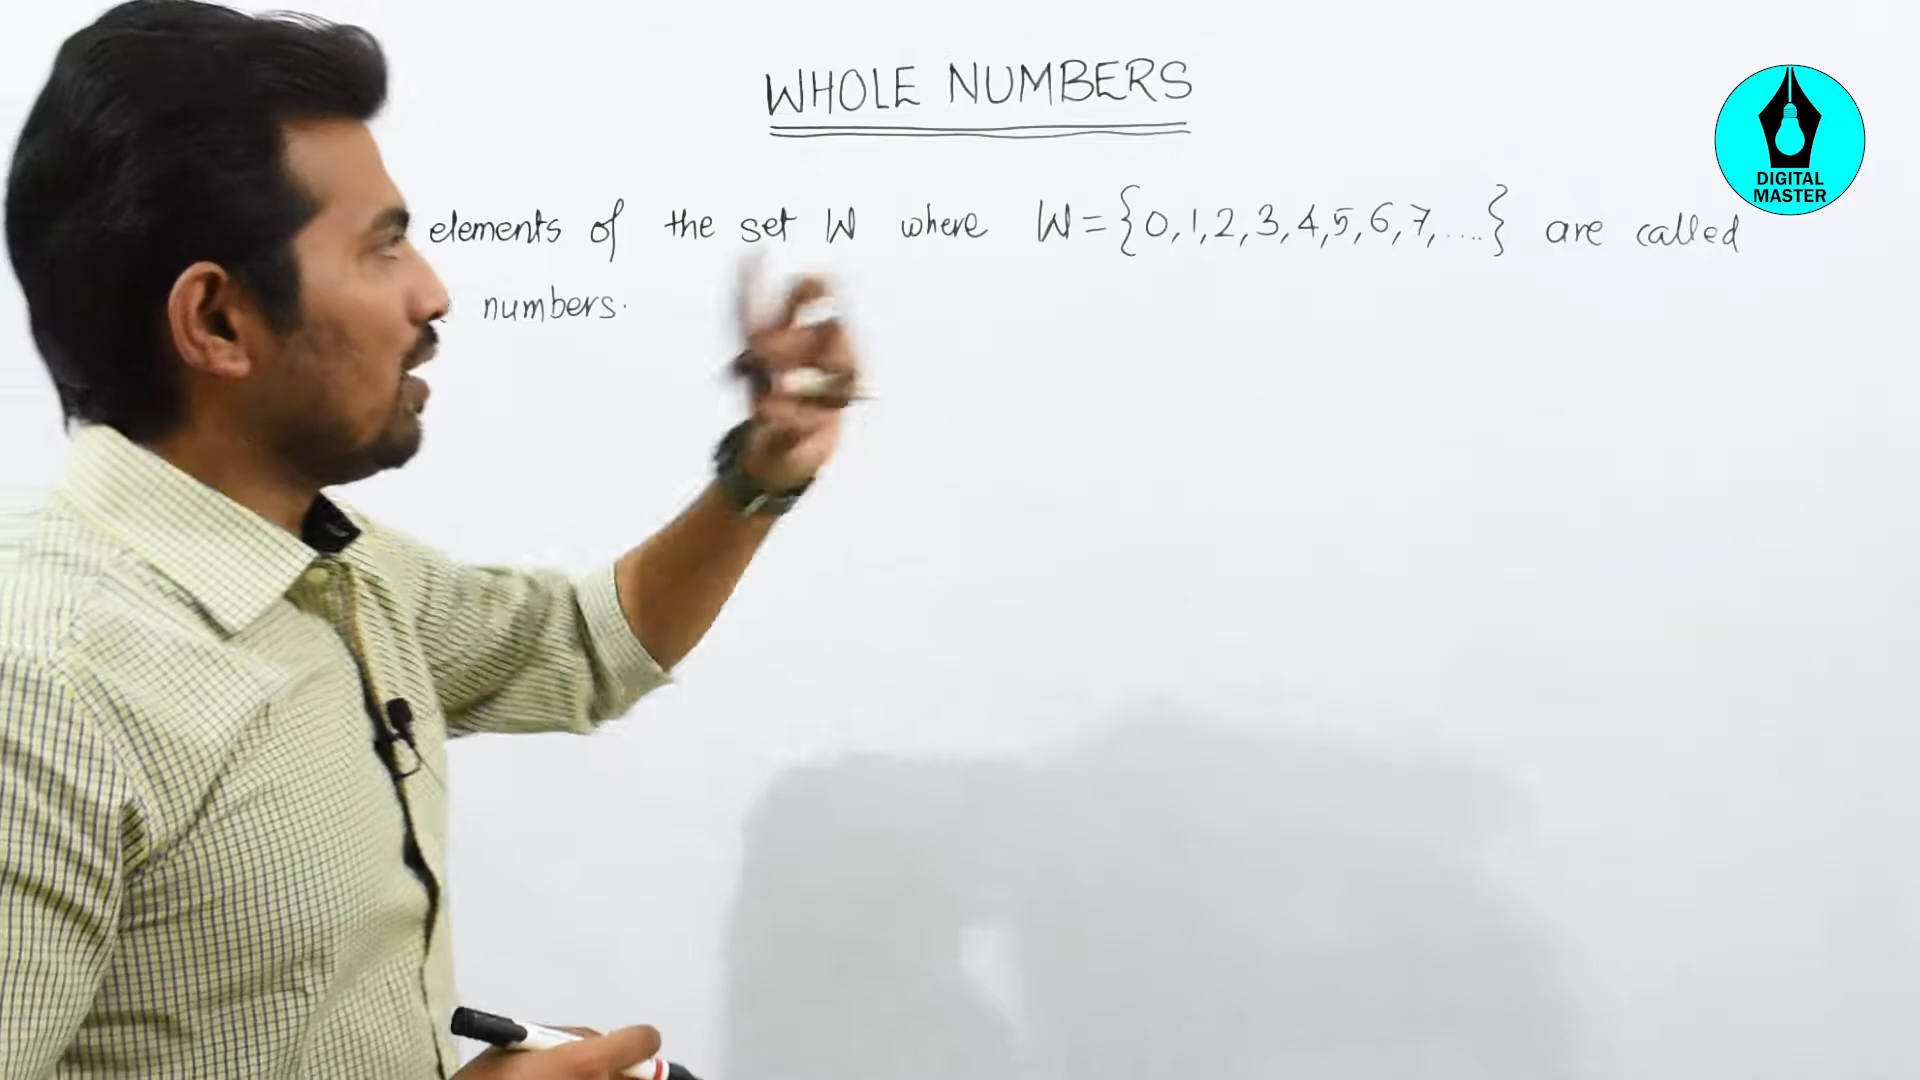 WHOLE NUMBERS
elements of the set W where W = {0, 1, 2, 3, 4, 5, 6, 7, ....} are called
numbers.
DIGITAL
MASTER